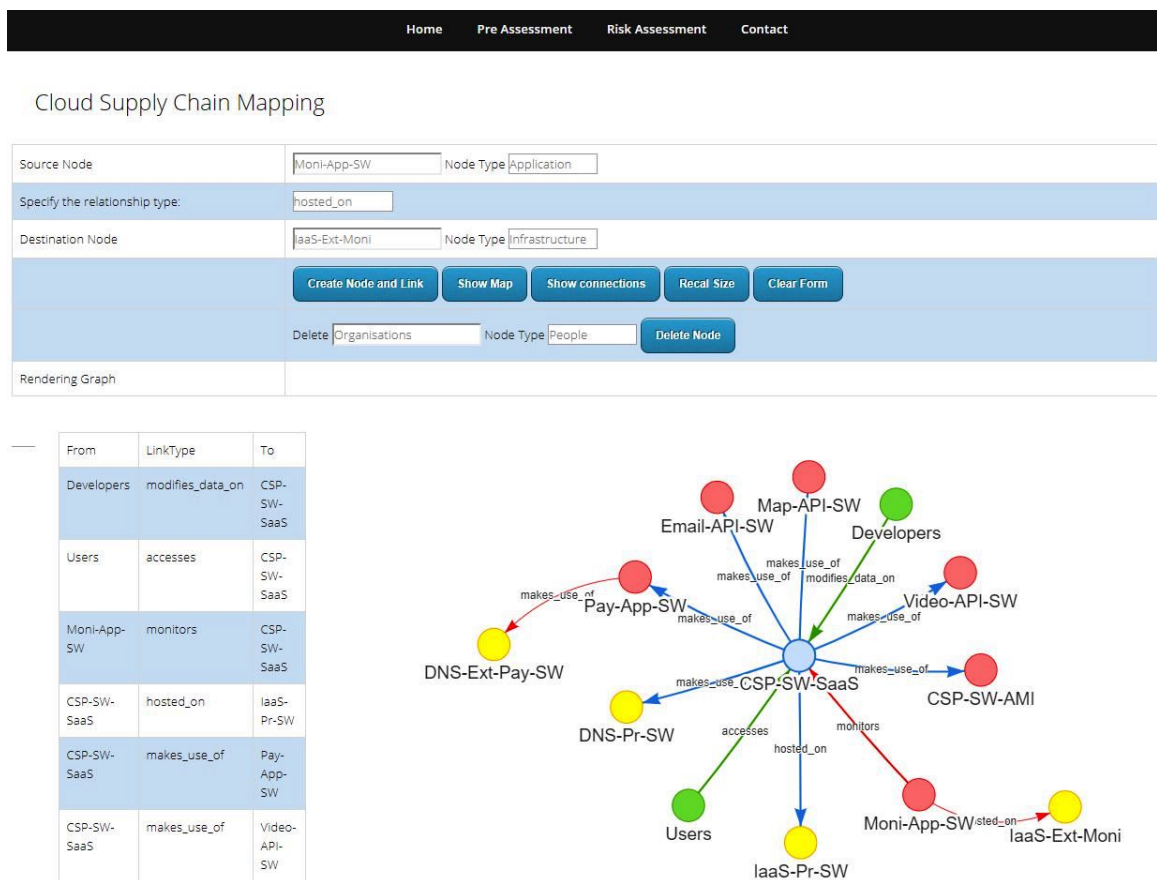 Home Pre Assessment Risk Assessment Contact
Cloud Supply Chain Mapping
Source Node Moni-App-SW Node Type Application
Specify the relationship type: hosted_on
Destination Node IaaS-Ext-Moni Node Type Infrastructure
Create Node and Link Show Map Show connections Recal Size Clear Form
Delete Organisations Node Type People Delete Node
Rendering Graph
From LinkType To
Developers modifies_data_on CSP-
SW-
SaaS
Users accesses CSP-
SW-
SaaS
Moni-App- monitors CSP-
SW SW-
SaaS
CSP-SW- hosted_on IaaS-
SaaS Pr-SW
CSP-SW- makes_use_of Pay-
SaaS App-
SW
CSP-SW- makes_use_of Video-
SaaS API-
SW
Map-API-SW
Email-API-SW
Developers
makes_use_of
makes_use_of modifies_data_on
makes_use_of
Pay-App-SW
Video-API-SW
makes_use_of
makes_use_of
DNS-Ext-Pay-SW
makes_use_of
makes_use_
CSP-SW-SaaS
CSP-SW-AMI
DNS-Pr-SW
accesses
monitors
hosted_on
Users
Moni-App-SW
sted_on
IaaS-Ext-Moni
IaaS-Pr-SW